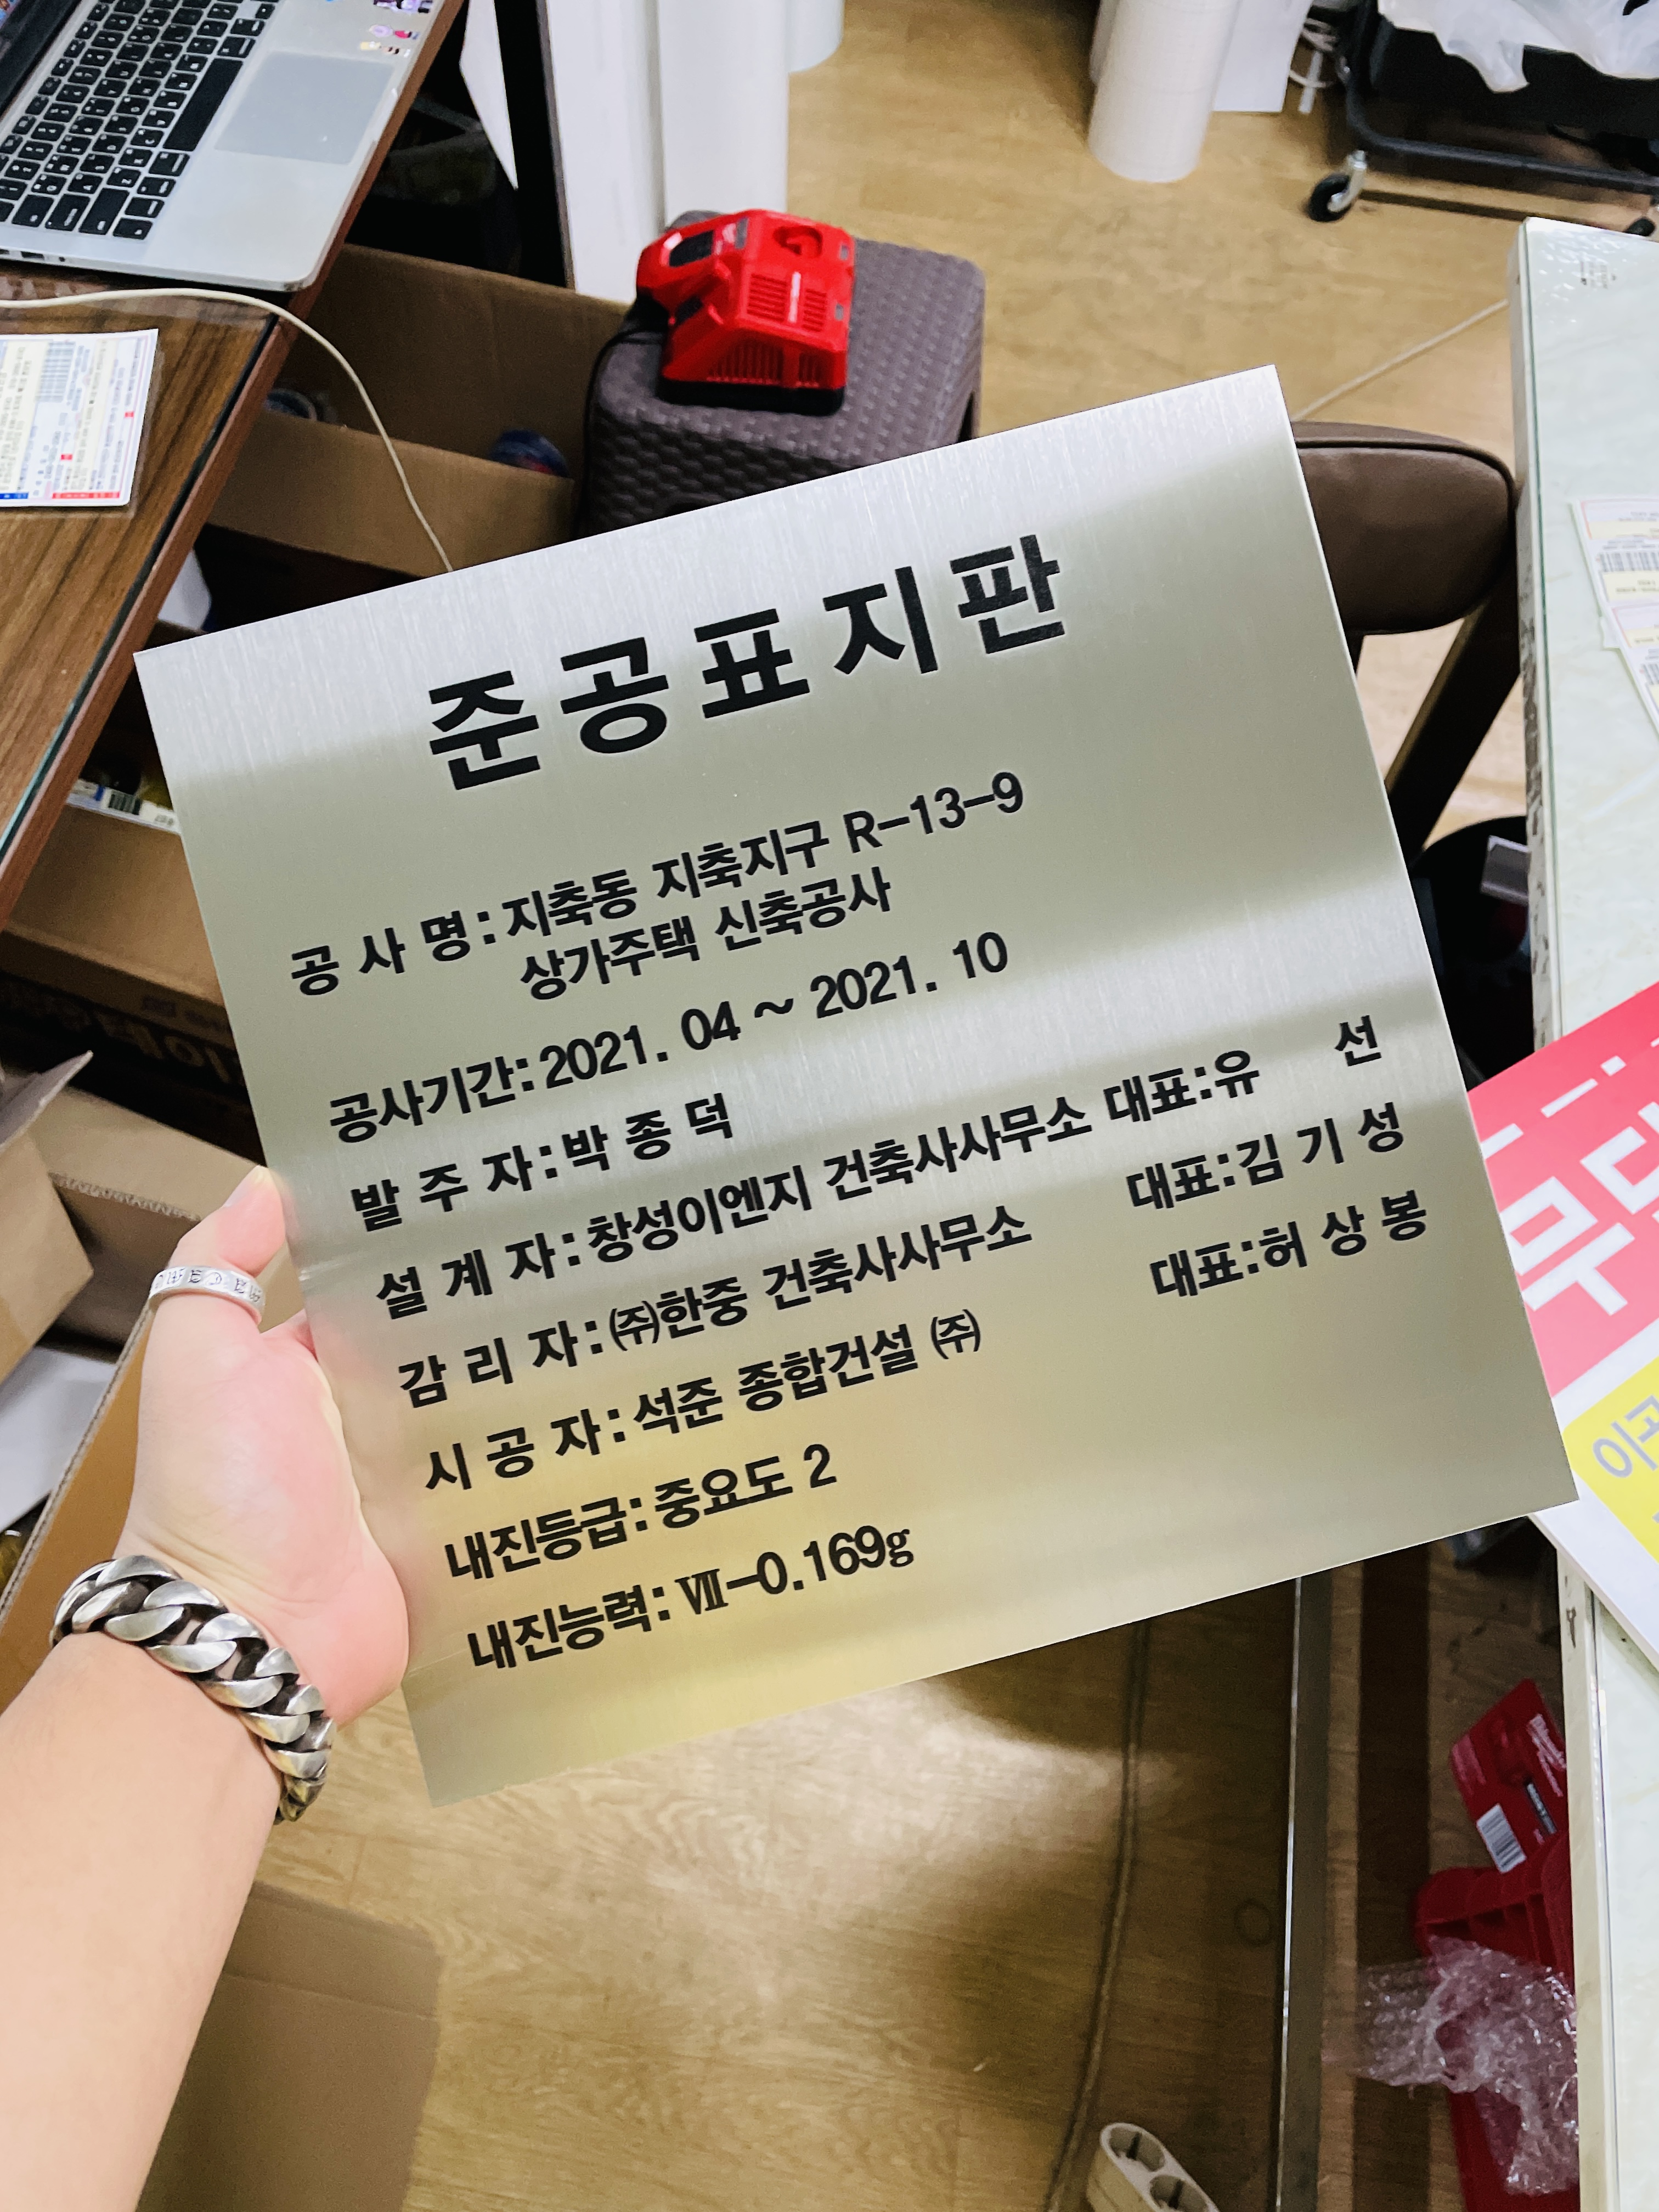 준공표지판
공 사 명 : 지축동 지축지구 R-13-9
상가주택 신축공사
공사기간: 2021. 04 ~ 2021. 10
발 주 자 : 박 종 덕
설 계 자 : 창성이엔지 건축사사무소 대표:유 선
감 리 자 : ㈜한중 건축사사무소 대표:김 기 성
시 공 자 : 석준 종합건설 ㈜ 대표:허 상 봉
내진등급: 중요도 2
내진능력: Ⅶ-0.169g